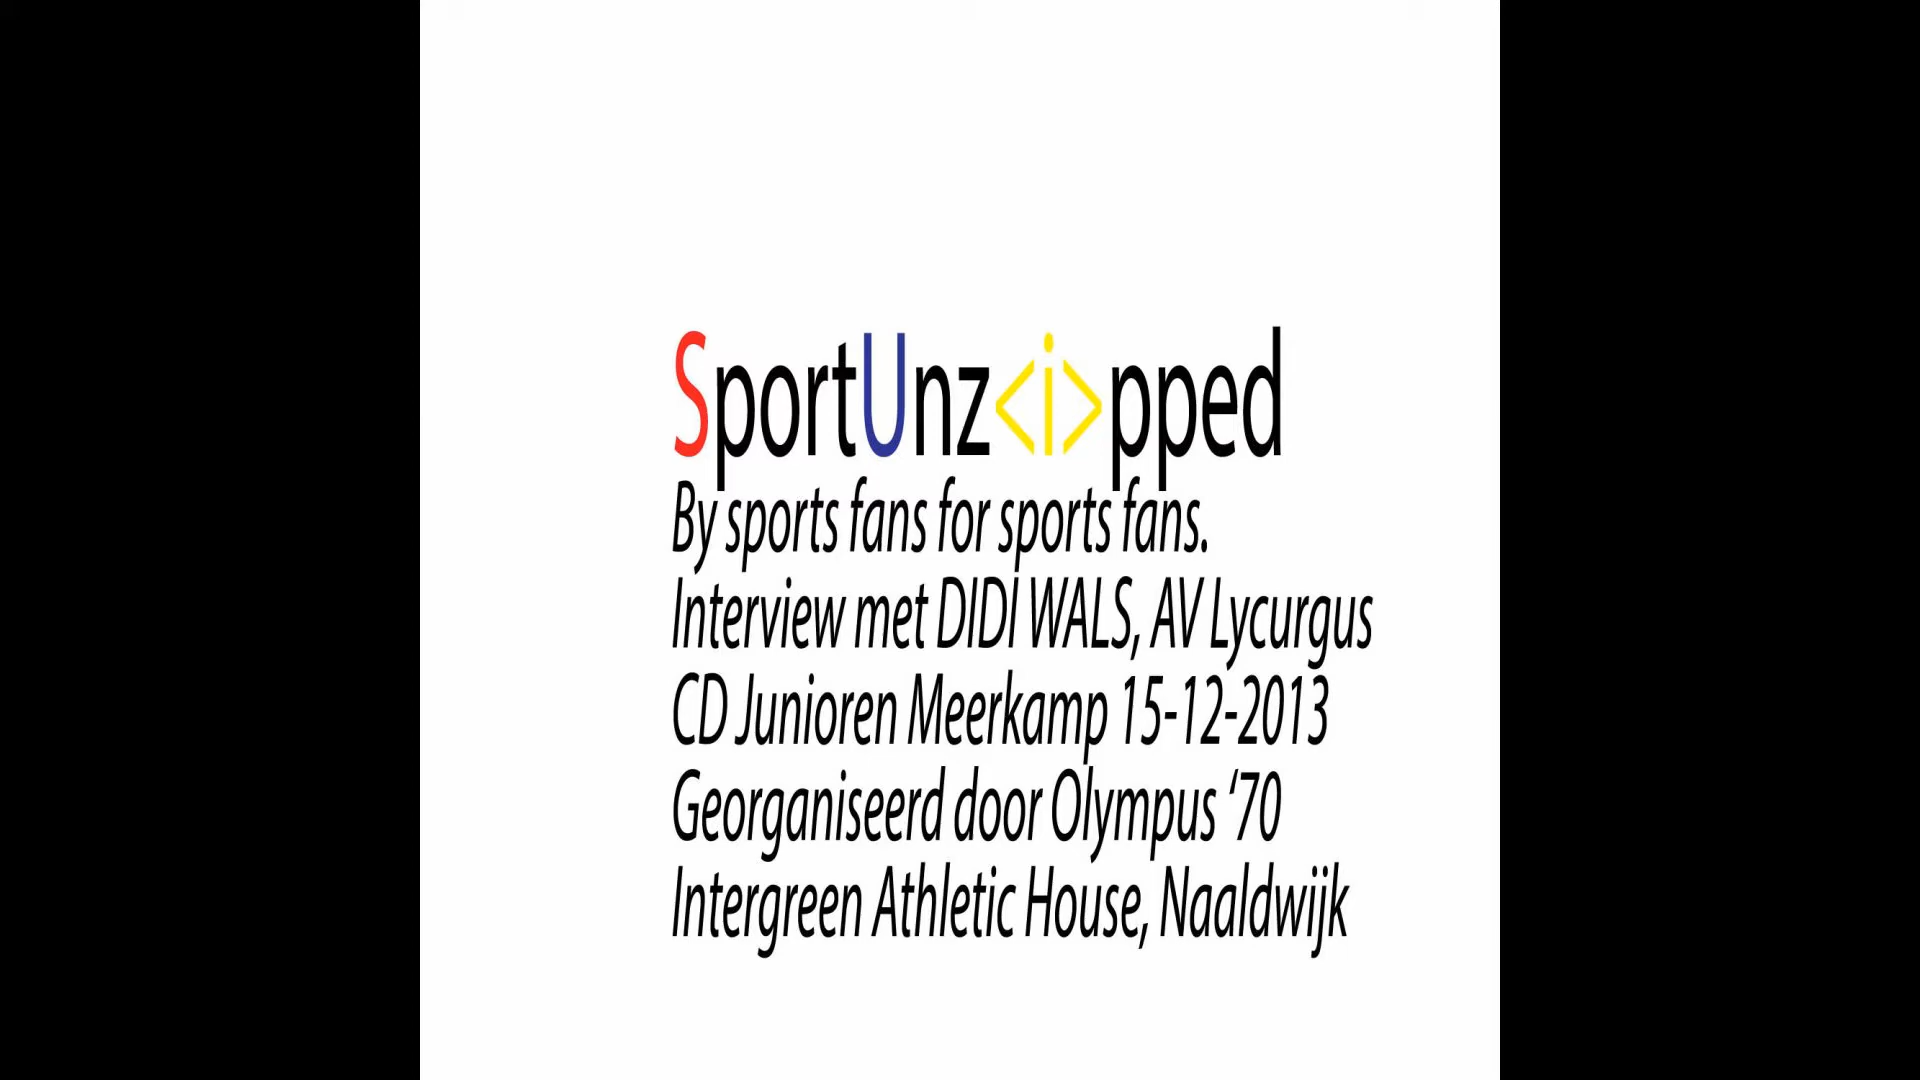 SportUnz<i>pped
By sports fans for sports fans.
Interview met DIDI WALS, AV Lycurgus
CD Junioren Meerkamp 15-12-2013
Georganiseerd door Olympus ‘70
Intergreen Athletic House, Naaldwijk